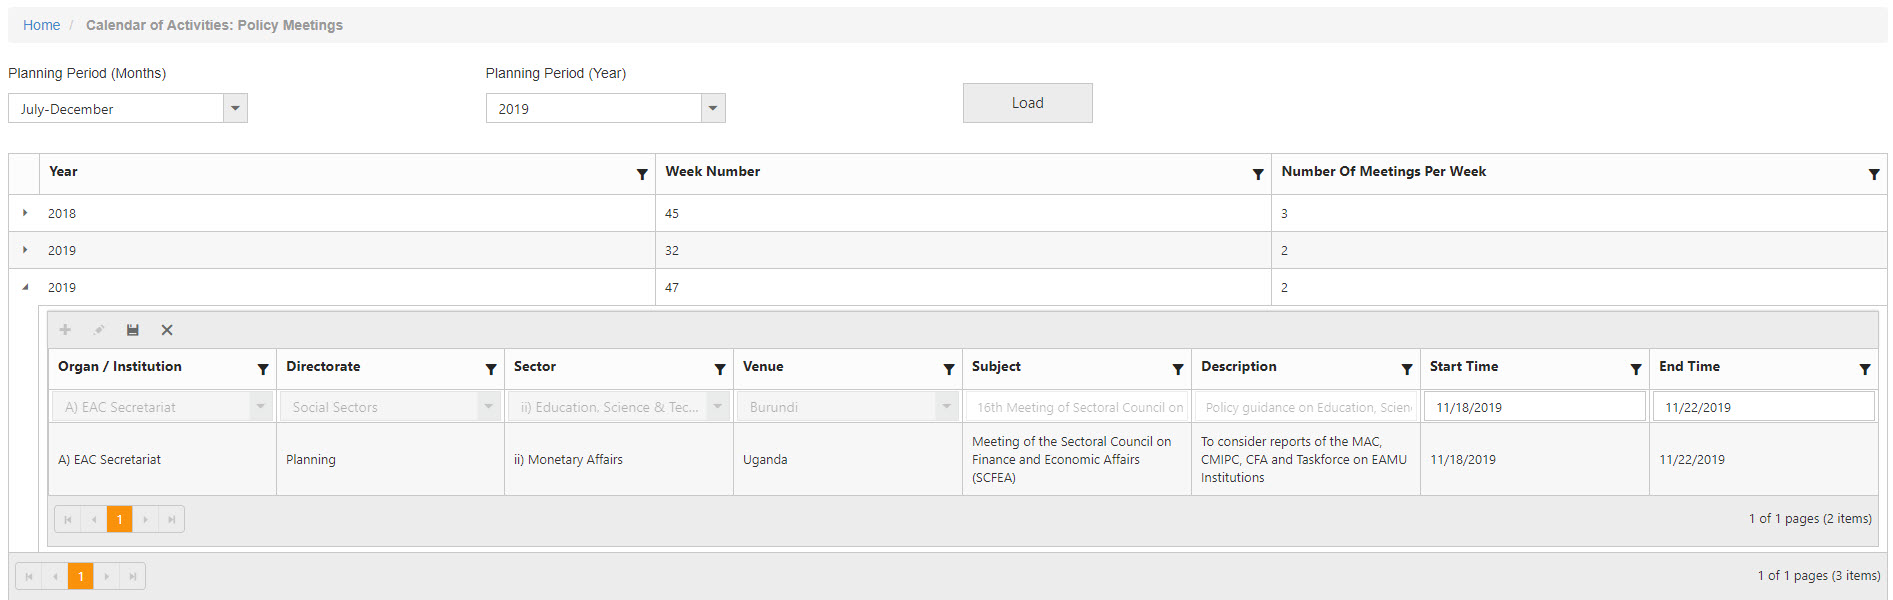 Home / Calendar of Activities: Policy Meetings
Planning Period (Months)
Planning Period (Year)
July-December
2019
Load
Year
Week Number
Number Of Meetings Per Week
2018
45
3
2019
32
2
2019
47
2
Organ / Institution
Directorate
Sector
Venue
Subject
Description
Start Time
End Time
A) EAC Secretariat
Social Sectors
ii) Education, Science & Tec...
Burundi
16th Meeting of Sectoral Council on
Policy guidance on Education, Scien
11/18/2019
11/22/2019
A) EAC Secretariat
Planning
ii) Monetary Affairs
Uganda
Meeting of the Sectoral Council on
Finance and Economic Affairs
(SCFEA)
To consider reports of the MAC,
CMIPC, CFA and Taskforce on EAMU
Institutions
11/18/2019
11/22/2019
1
1 of 1 pages (2 items)
1
1 of 1 pages (3 items)